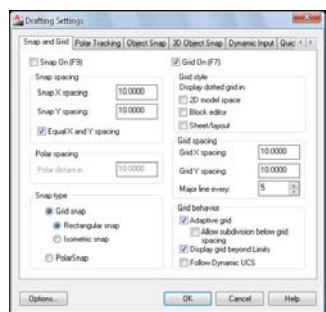 Drafting Settings
Snap and Grid Polar Tracking Object Snap 3D Object Snap Dynamic Input Quic
Snap On (F9)
Snap spacing
Snap X spacing: 10.0000
Snap Y spacing: 10.0000
Equal X and Y spacing
Polar spacing
Polar distance: 10.0000
Snap type
Grid snap
Rectangular snap
Isometric snap
PolarSnap
Grid On (F7)
Grid style
Display dotted grid in:
2D model space
Block editor
Sheet/layout
Grid spacing
Grid X spacing: 10.0000
Grid Y spacing: 10.0000
Major line every: 5
Grid behavior
Adaptive grid
Allow subdivision below grid
spacing
Display grid beyond Limits
Follow Dynamic UCS
Options... OK Cancel Help